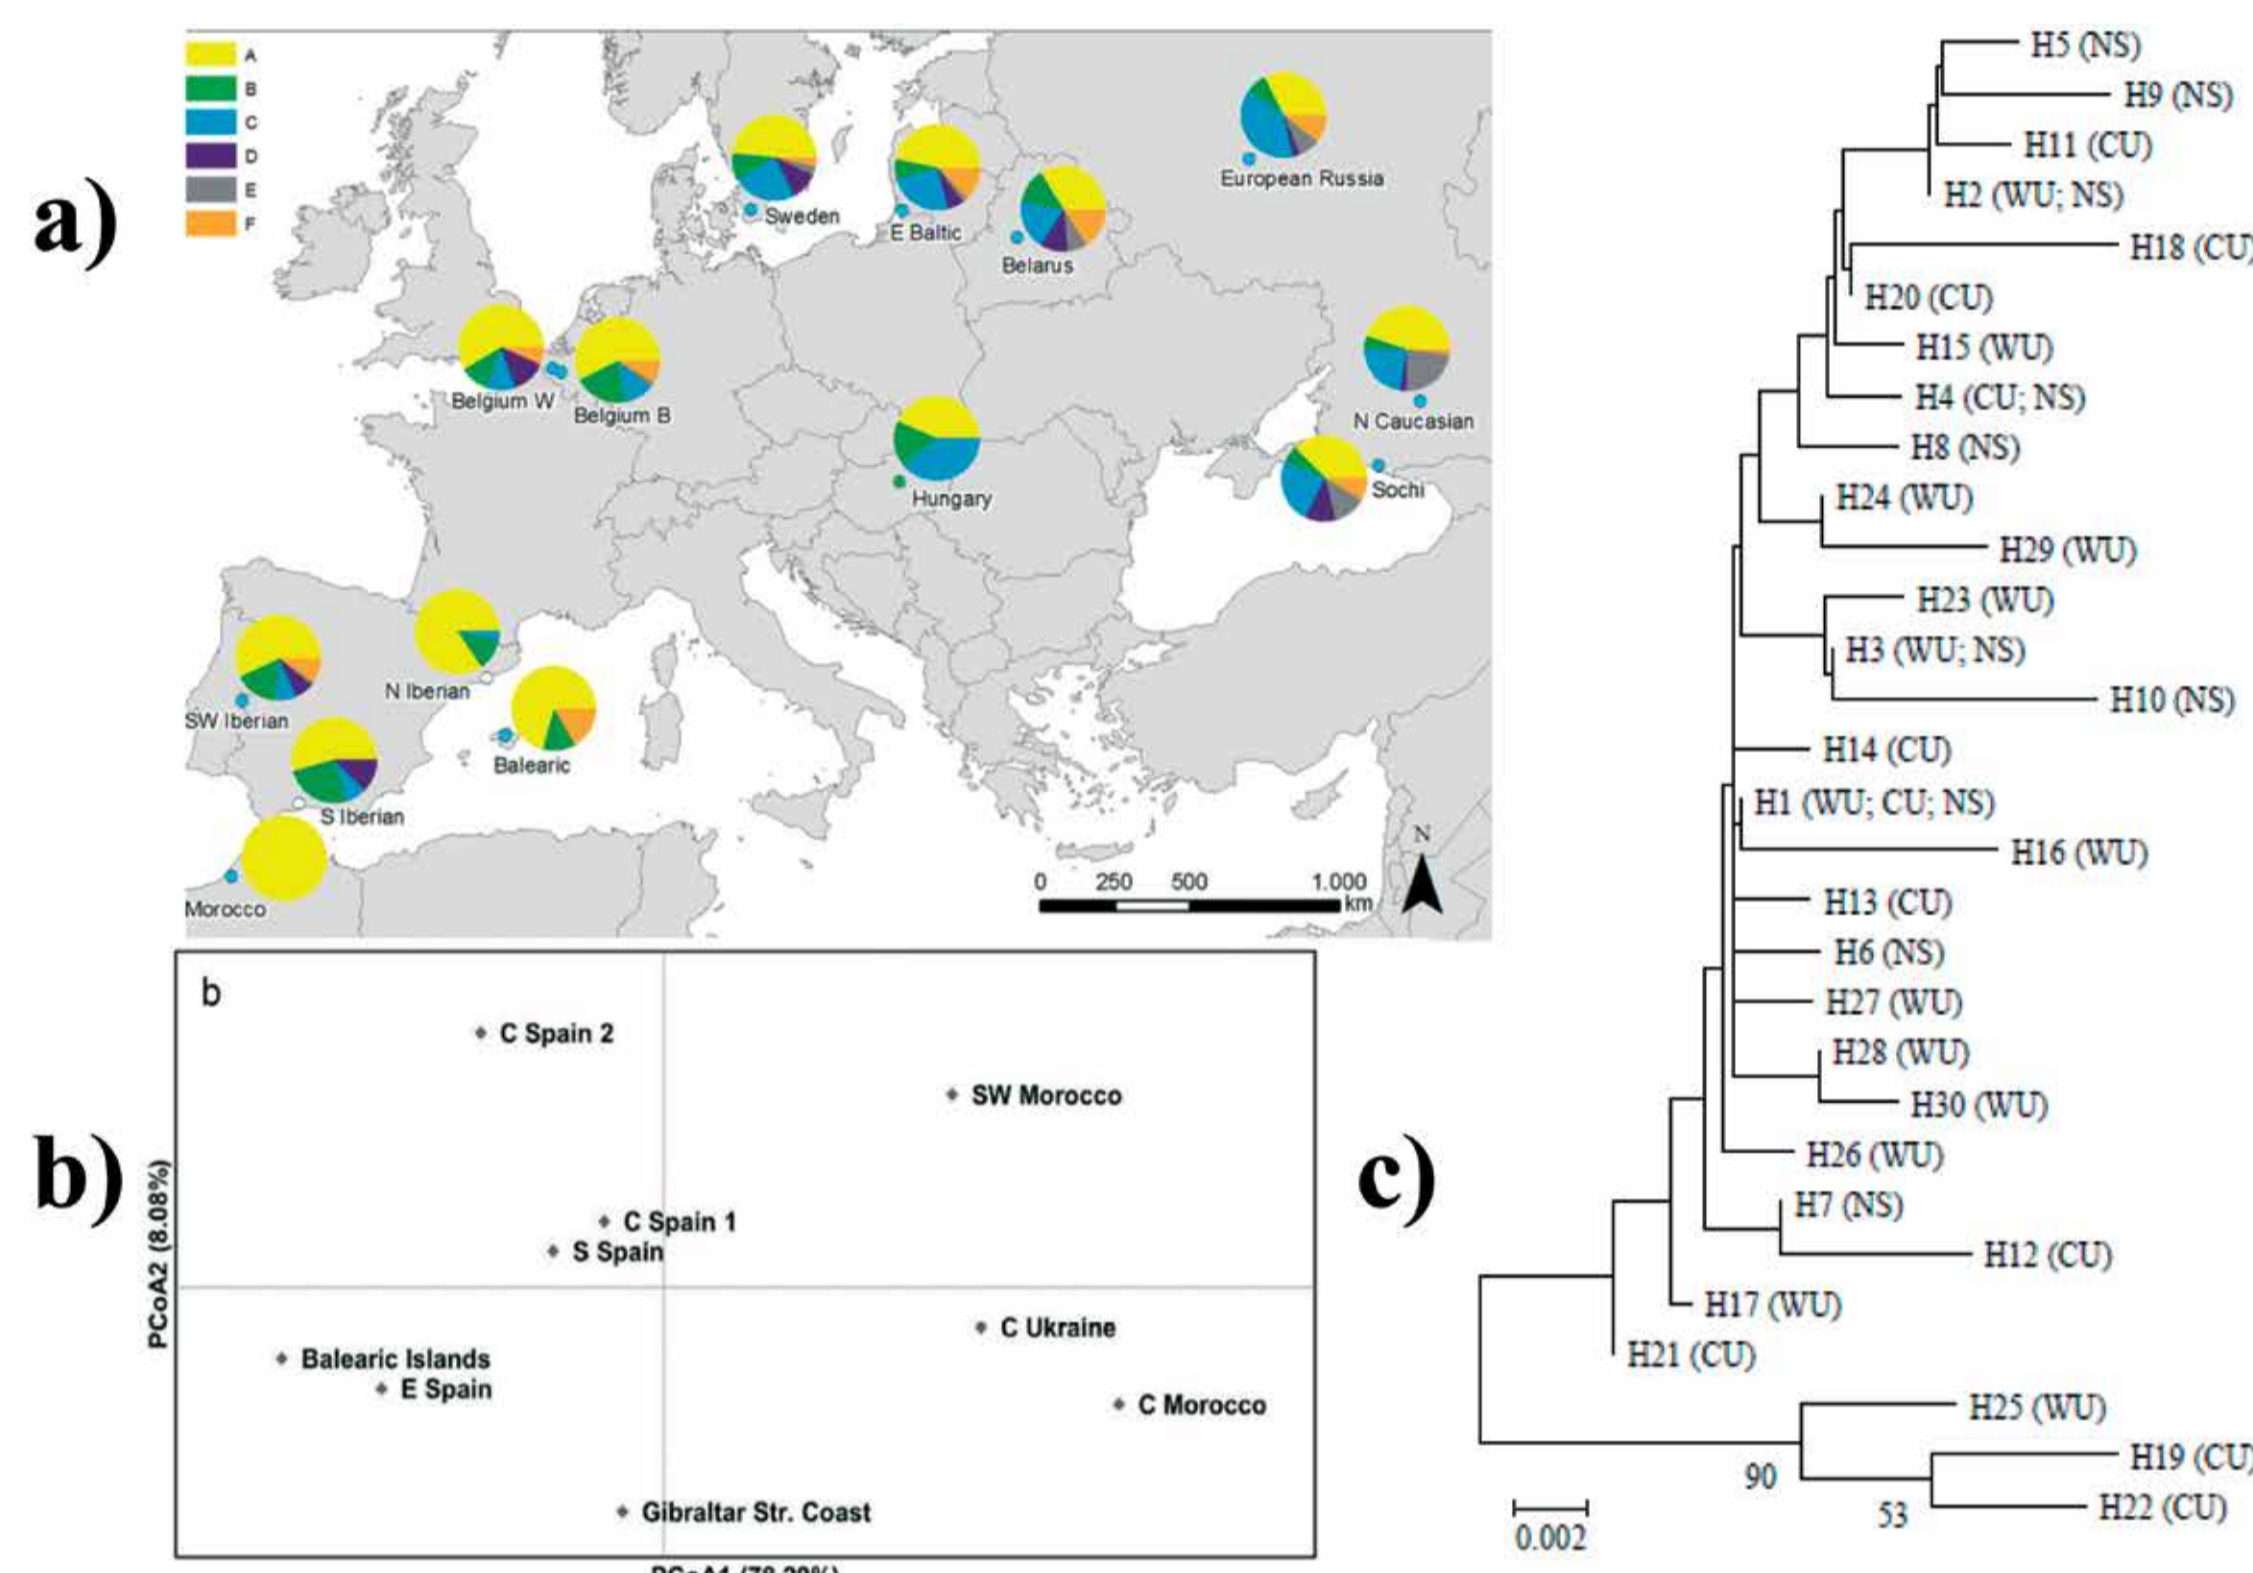 a)
A
B
C
D
E
F
European Russia
Sweden
E Baltic
Belarus
Belgium W
Belgium B
N Caucasian
Hungary
Sochi
N Iberian
SW Iberian
Balearic
S Iberian
Morocco
N
0 250 500 1.000
km
b)
b
C Spain 2
SW Morocco
C Spain 1
S Spain
C Ukraine
Balearic Islands
E Spain
C Morocco
Gibraltar Str. Coast
PCoA2 (8.08%)
c)
H5 (NS)
H9 (NS)
H11 (CU)
H2 (WU; NS)
H18 (CU)
H20 (CU)
H15 (WU)
H4 (CU; NS)
H8 (NS)
H24 (WU)
H29 (WU)
H23 (WU)
H3 (WU; NS)
H10 (NS)
H14 (CU)
H1 (WU; CU; NS)
H16 (WU)
H13 (CU)
H6 (NS)
H27 (WU)
H28 (WU)
H30 (WU)
H26 (WU)
H7 (NS)
H12 (CU)
H17 (WU)
H21 (CU)
H25 (WU)
H19 (CU)
H22 (CU)
90
53
0.002